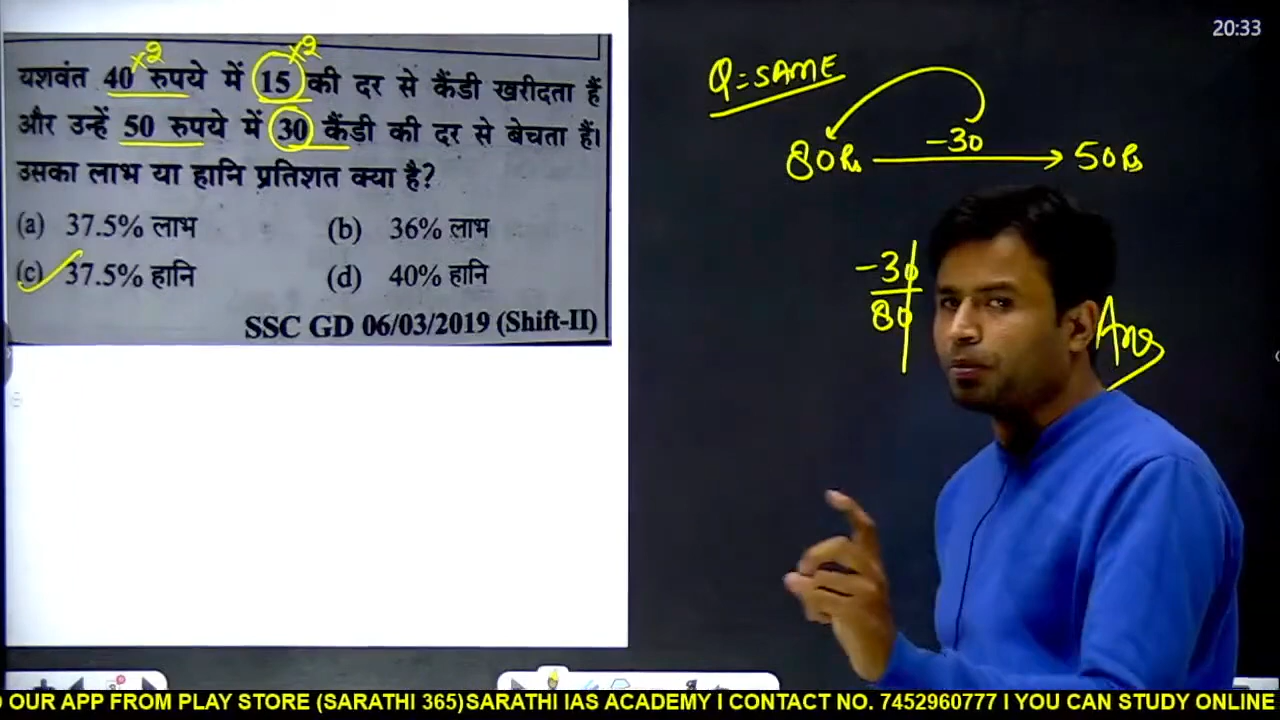 20:33
×2 ×2
यशवंत 40 रुपये में 15 की दर से कैंडी खरीदता हैं
और उन्हें 50 रुपये में 30 कैंडी की दर से बेचता हैं।
उसका लाभ या हानि प्रतिशत क्या है?
(a) 37.5% लाभ (b) 36% लाभ
(c) 37.5% हानि (d) 40% हानि
SSC GD 06/03/2019 (Shift-II)
Q=SAME
-30
80Rs 50Rs
-30
80
Ans
OUR APP FROM PLAY STORE (SARATHI 365)SARATHI IAS ACADEMY I CONTACT NO. 7452960777 I YOU CAN STUDY ONLINE